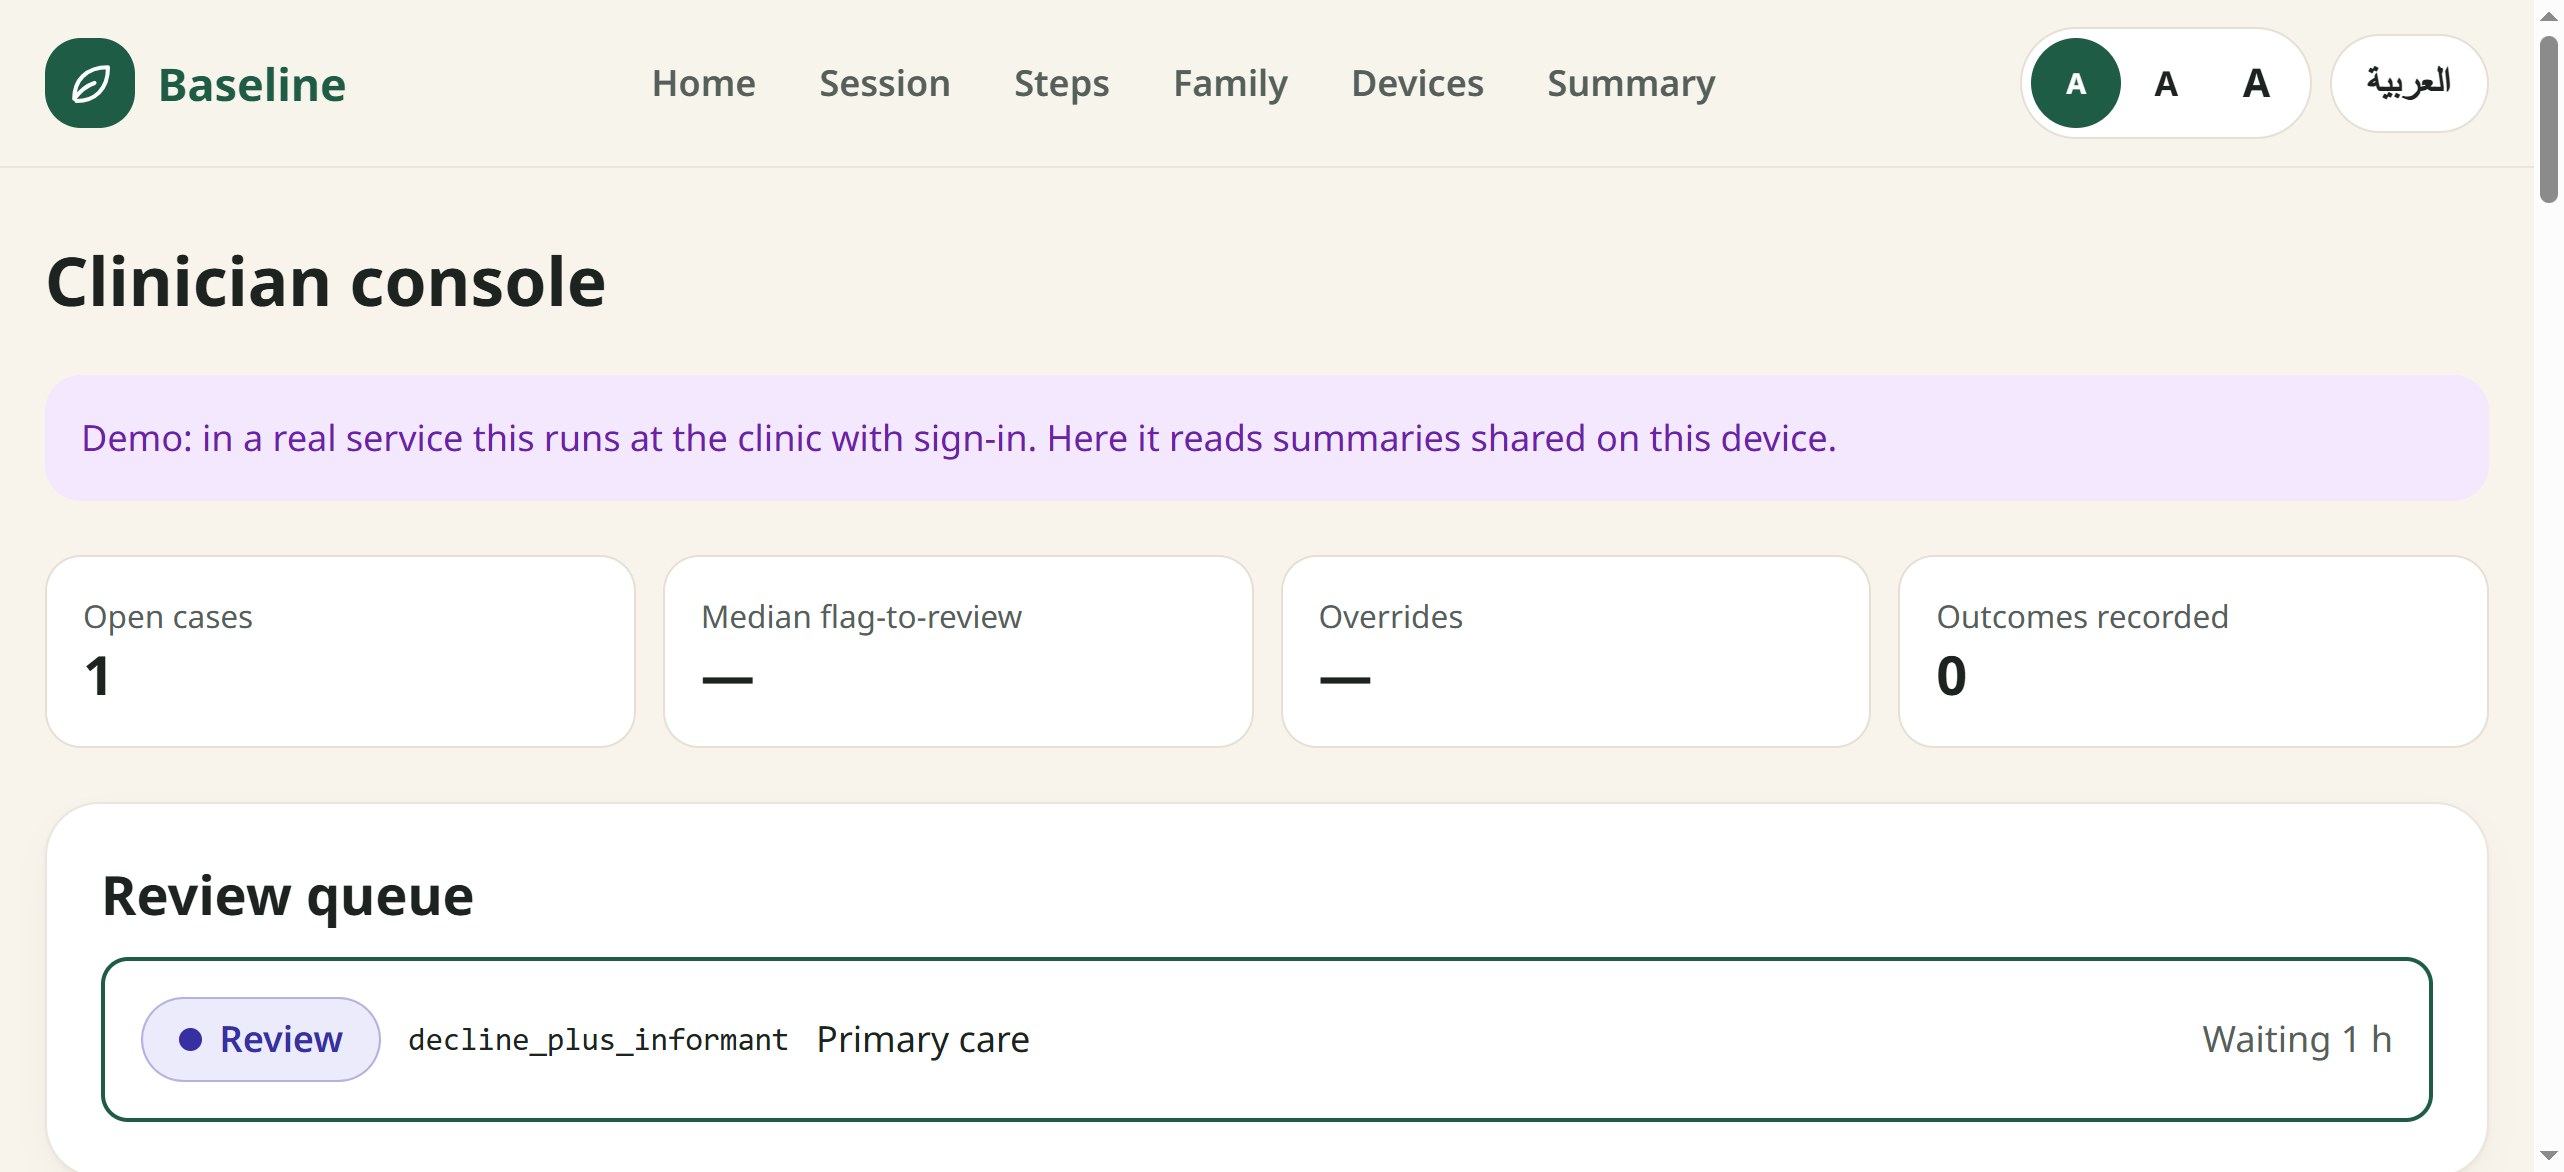 Baseline
Home Session Steps Family Devices Summary
A A A
العربية
Clinician console
Demo: in a real service this runs at the clinic with sign-in. Here it reads summaries shared on this device.
Open cases
1
Median flag-to-review
—
Overrides
—
Outcomes recorded
0
Review queue
Review decline_plus_informant Primary care Waiting 1 h